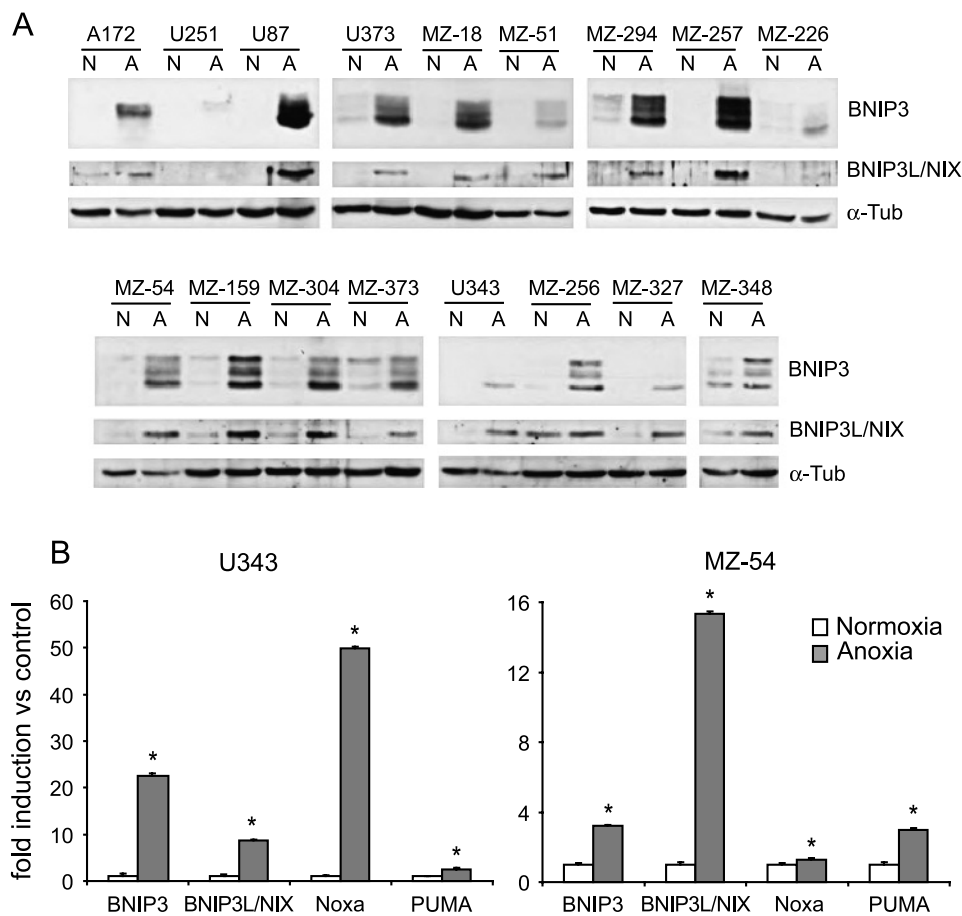 A
A172 U251 U87 U373 MZ-18 MZ-51 MZ-294 MZ-257 MZ-226
N A N A N A N A N A N A N A N A N A
BNIP3
BNIP3L/NIX
α-Tub
MZ-54 MZ-159 MZ-304 MZ-373 U343 MZ-256 MZ-327 MZ-348
N A N A N A N A N A N A N A N A
BNIP3
BNIP3L/NIX
α-Tub
B
U343
fold induction vs control
60
50
40
30
20
10
0
* * * *
BNIP3 BNIP3L/NIX Noxa PUMA
MZ-54
16
12
8
4
0
* * * *
BNIP3 BNIP3L/NIX Noxa PUMA
Normoxia
Anoxia